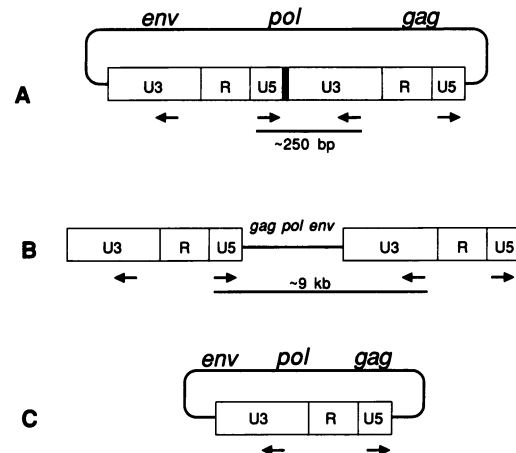 env pol gag
A
U3 R U5 U3 R U5
~250 bp
gag pol env
B
U3 R U5 U3 R U5
~9 kb
env pol gag
C
U3 R U5